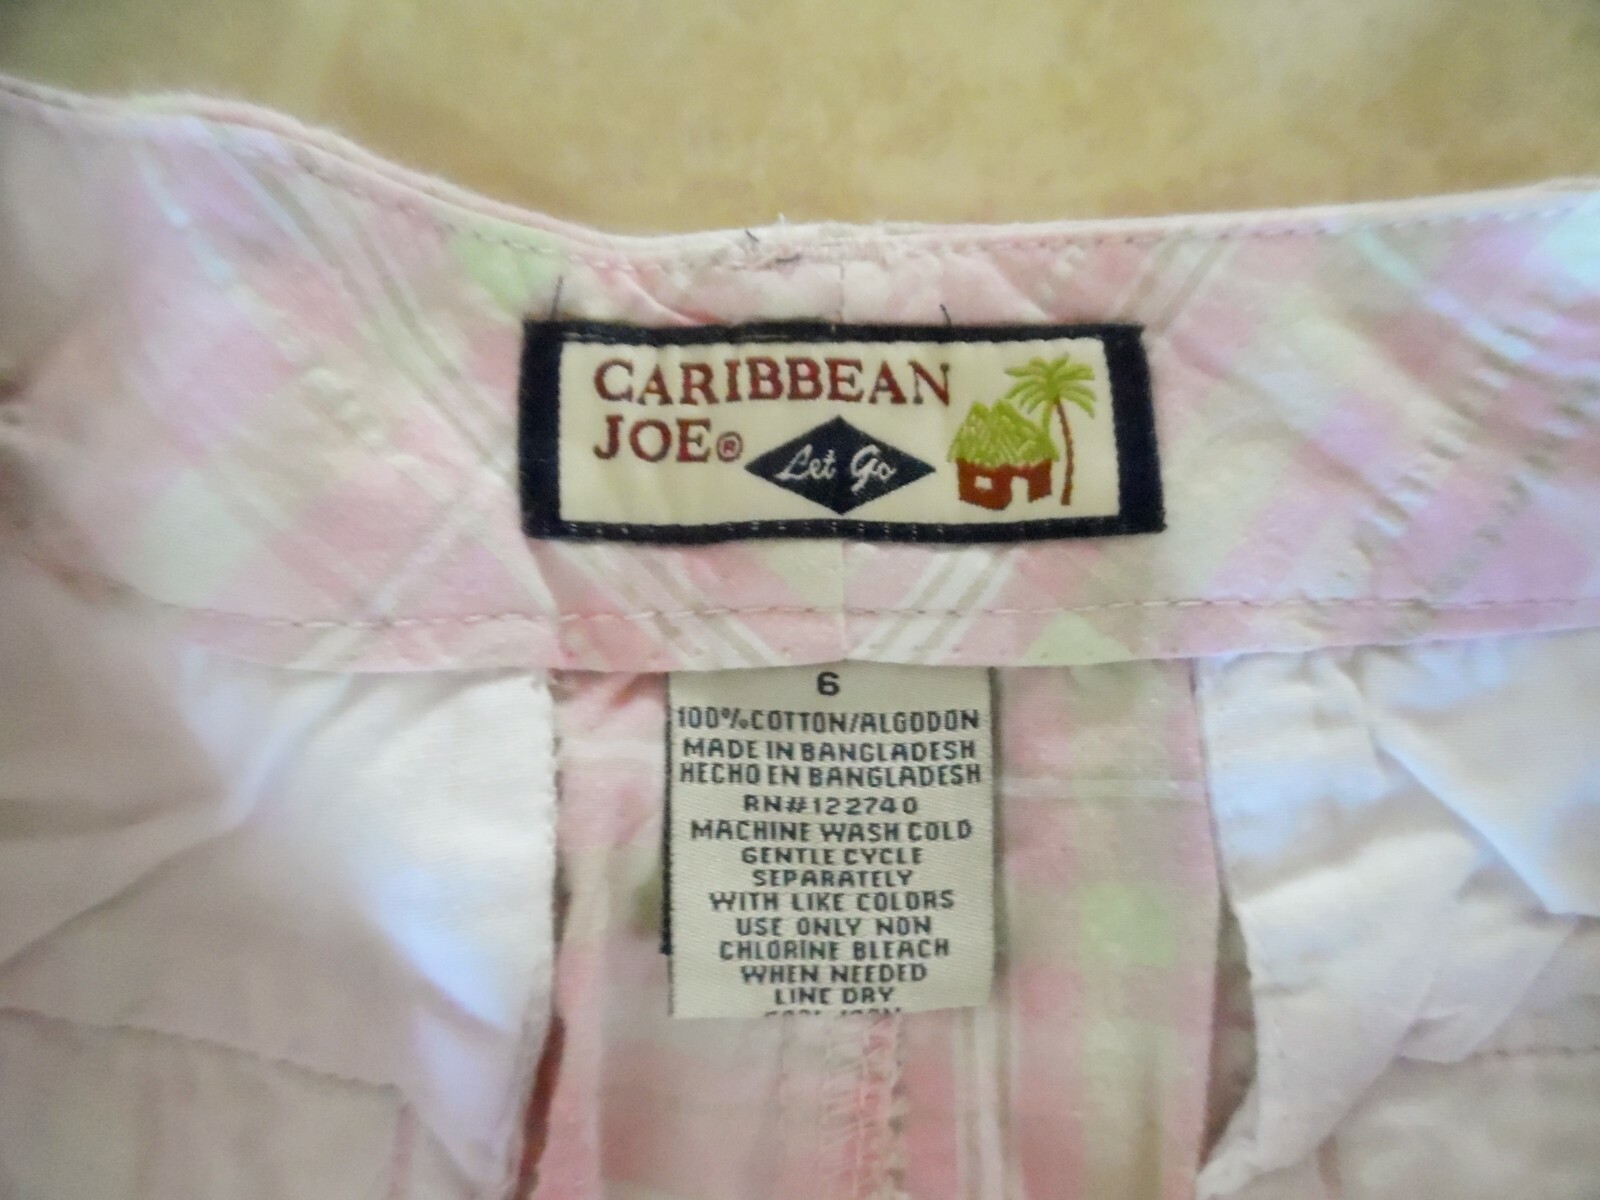 CARIBBEAN
JOE®
Let Go
6
100% COTTON/ALGODON
MADE IN BANGLADESH
HECHO EN BANGLADESH
RN#122740
MACHINE WASH COLD
GENTLE CYCLE
SEPARATELY
WITH LIKE COLORS
USE ONLY NON
CHLORINE BLEACH
WHEN NEEDED
LINE DRY